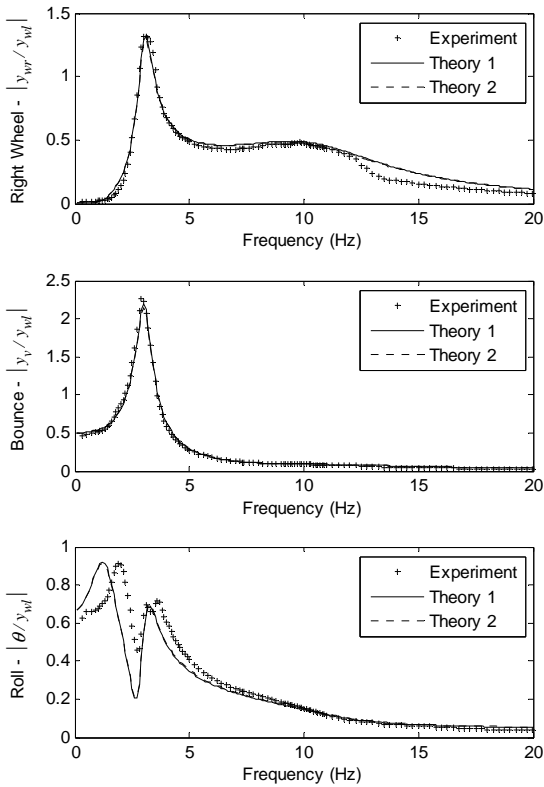 Right Wheel - |y_wr / y_wl|
1.5
1
0.5
0
Experiment
Theory 1
Theory 2
0 5 10 15 20
Frequency (Hz)
Bounce - |y_v / y_wl|
2.5
2
1.5
1
0.5
0
Experiment
Theory 1
Theory 2
0 5 10 15 20
Frequency (Hz)
Roll - |θ / y_wl|
1
0.8
0.6
0.4
0.2
0
Experiment
Theory 1
Theory 2
0 5 10 15 20
Frequency (Hz)